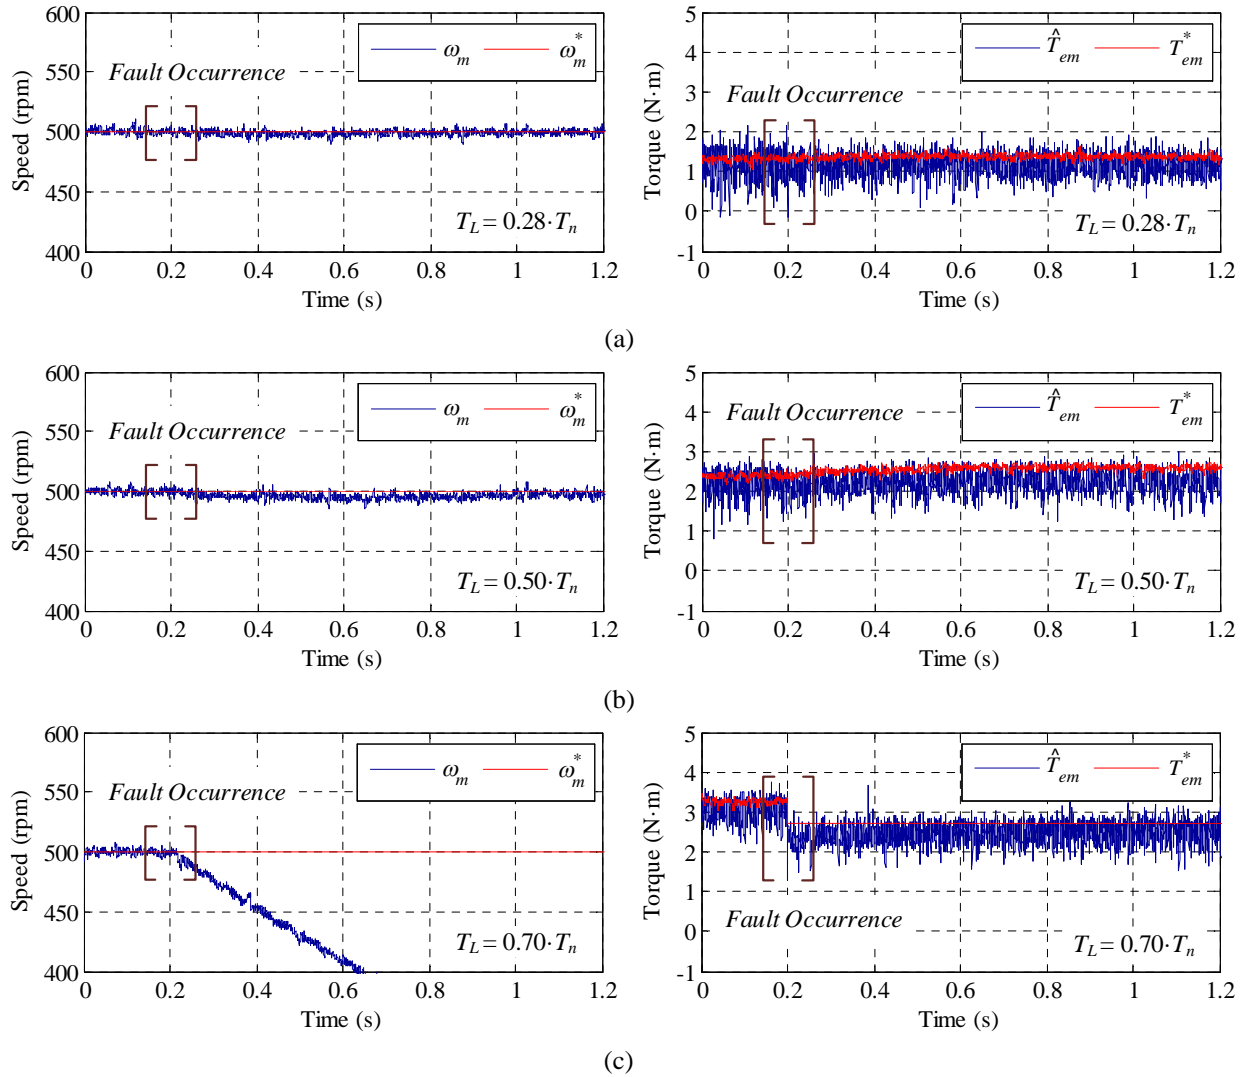 600
550
500
450
400
Speed (rpm)
ω_m ω_m^*
Fault Occurrence
T_L = 0.28·T_n
0 0.2 0.4 0.6 0.8 1 1.2
Time (s)
5
4
3
2
1
0
-1
Torque (N·m)
T̂_em T_em^*
Fault Occurrence
T_L = 0.28·T_n
0 0.2 0.4 0.6 0.8 1 1.2
Time (s)
(a)
600
550
500
450
400
Speed (rpm)
ω_m ω_m^*
Fault Occurrence
T_L = 0.50·T_n
0 0.2 0.4 0.6 0.8 1 1.2
Time (s)
5
4
3
2
1
0
-1
Torque (N·m)
T̂_em T_em^*
Fault Occurrence
T_L = 0.50·T_n
0 0.2 0.4 0.6 0.8 1 1.2
Time (s)
(b)
600
550
500
450
400
Speed (rpm)
ω_m ω_m^*
Fault Occurrence
T_L = 0.70·T_n
0 0.2 0.4 0.6 0.8 1 1.2
Time (s)
5
4
3
2
1
0
-1
Torque (N·m)
T̂_em T_em^*
Fault Occurrence
T_L = 0.70·T_n
0 0.2 0.4 0.6 0.8 1 1.2
Time (s)
(c)